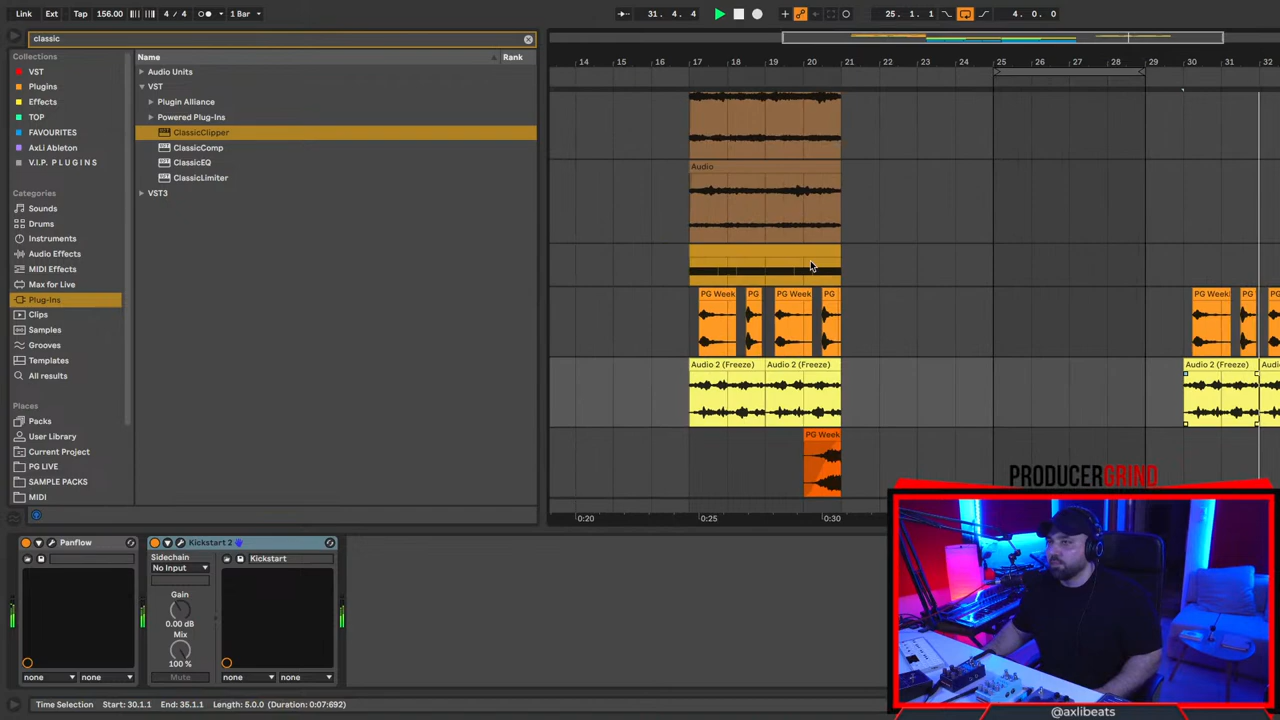 Link Ext Tap 156.00 4 / 4 1 Bar 31. 4. 4 25. 1. 1 4. 0. 0
classic
Collections
VST
Plugins
Effects
TOP
FAVOURITES
AxLi Ableton
V.I.P. P L U G I N S
Categories
Sounds
Drums
Instruments
Audio Effects
MIDI Effects
Max for Live
Plug-Ins
Clips
Samples
Grooves
Templates
All results
Places
Packs
User Library
Current Project
PG LIVE
SAMPLE PACKS
MIDI
Name Rank
Audio Units
VST
Plugin Alliance
Powered Plug-Ins
ClassicClipper
ClassicComp
ClassicEQ
ClassicLimiter
VST3
14 15 16 17 18 19 20 21 22 23 24 25 26 27 28 29 30 31 32
Audio
PG Week PG PG Week PG PG Week PG PG
Audio 2 (Freeze) Audio 2 (Freeze) Audio 2 (Freeze) Audio
PG Week
0:20 0:25 0:30
PRODUCERGRIND
Panflow
none none
Kickstart 2
Sidechain
No Input
Gain
0.00 dB
Mix
100 %
Mute
Kickstart
none none
Time Selection Start: 30.1.1 End: 35.1.1 Length: 5.0.0 (Duration: 0:07:692)
@axlibeats